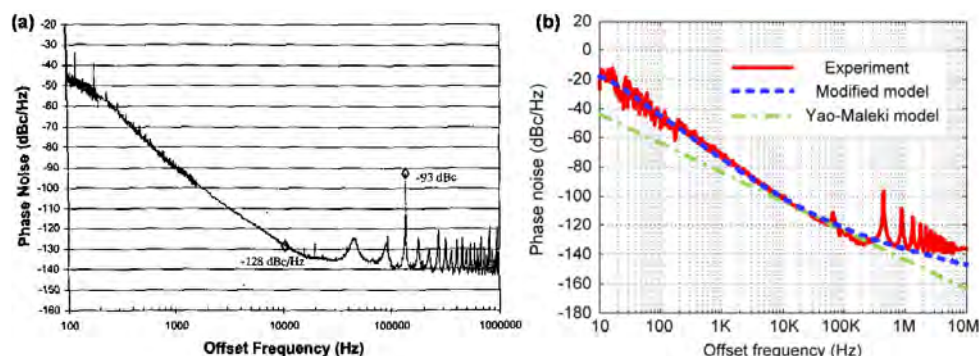 (a)
Phase Noise (dBc/Hz)
-20
-30
-40
-50
-60
-70
-80
-90
-100
-110
-120
-130
-140
-150
-160
-93 dBc
-128 dBc/Hz
100
1000
10000
100000
1000000
Offset Frequency (Hz)
(b)
Phase noise (dBc/Hz)
20
0
-20
-40
-60
-80
-100
-120
-140
-160
-180
Experiment
Modified model
Yao-Maleki model
10
100
1K
10K
100K
1M
10M
Offset frequency (Hz)